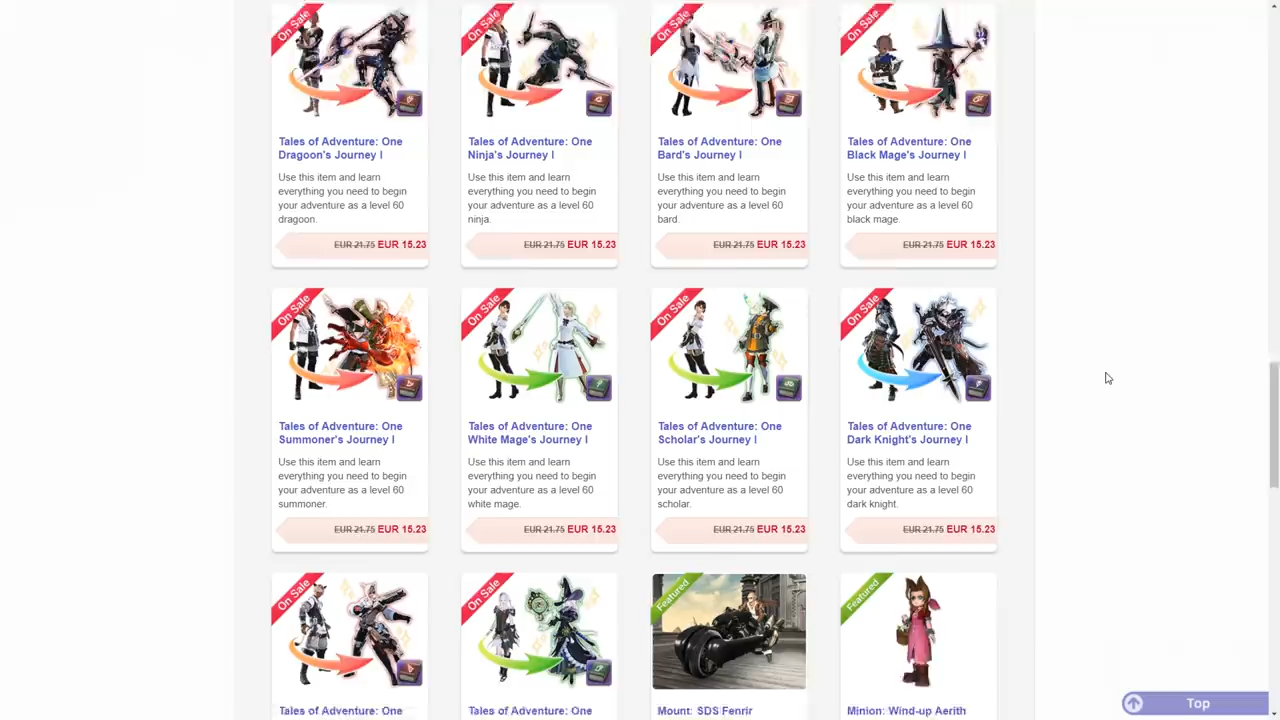 On Sale
On Sale
On Sale
On Sale
Tales of Adventure: One
Dragoon's Journey I
Use this item and learn
everything you need to begin
your adventure as a level 60
dragoon.
EUR 21.75 EUR 15.23
Tales of Adventure: One
Ninja's Journey I
Use this item and learn
everything you need to begin
your adventure as a level 60
ninja.
EUR 21.75 EUR 15.23
Tales of Adventure: One
Bard's Journey I
Use this item and learn
everything you need to begin
your adventure as a level 60
bard.
EUR 21.75 EUR 15.23
Tales of Adventure: One
Black Mage's Journey I
Use this item and learn
everything you need to begin
your adventure as a level 60
black mage.
EUR 21.75 EUR 15.23
On Sale
On Sale
On Sale
On Sale
Tales of Adventure: One
Summoner's Journey I
Use this item and learn
everything you need to begin
your adventure as a level 60
summoner.
EUR 21.75 EUR 15.23
Tales of Adventure: One
White Mage's Journey I
Use this item and learn
everything you need to begin
your adventure as a level 60
white mage.
EUR 21.75 EUR 15.23
Tales of Adventure: One
Scholar's Journey I
Use this item and learn
everything you need to begin
your adventure as a level 60
scholar.
EUR 21.75 EUR 15.23
Tales of Adventure: One
Dark Knight's Journey I
Use this item and learn
everything you need to begin
your adventure as a level 60
dark knight.
EUR 21.75 EUR 15.23
On Sale
On Sale
Featured
Featured
Tales of Adventure: One
Tales of Adventure: One
Mount: SDS Fenrir
Minion: Wind-up Aerith
Top